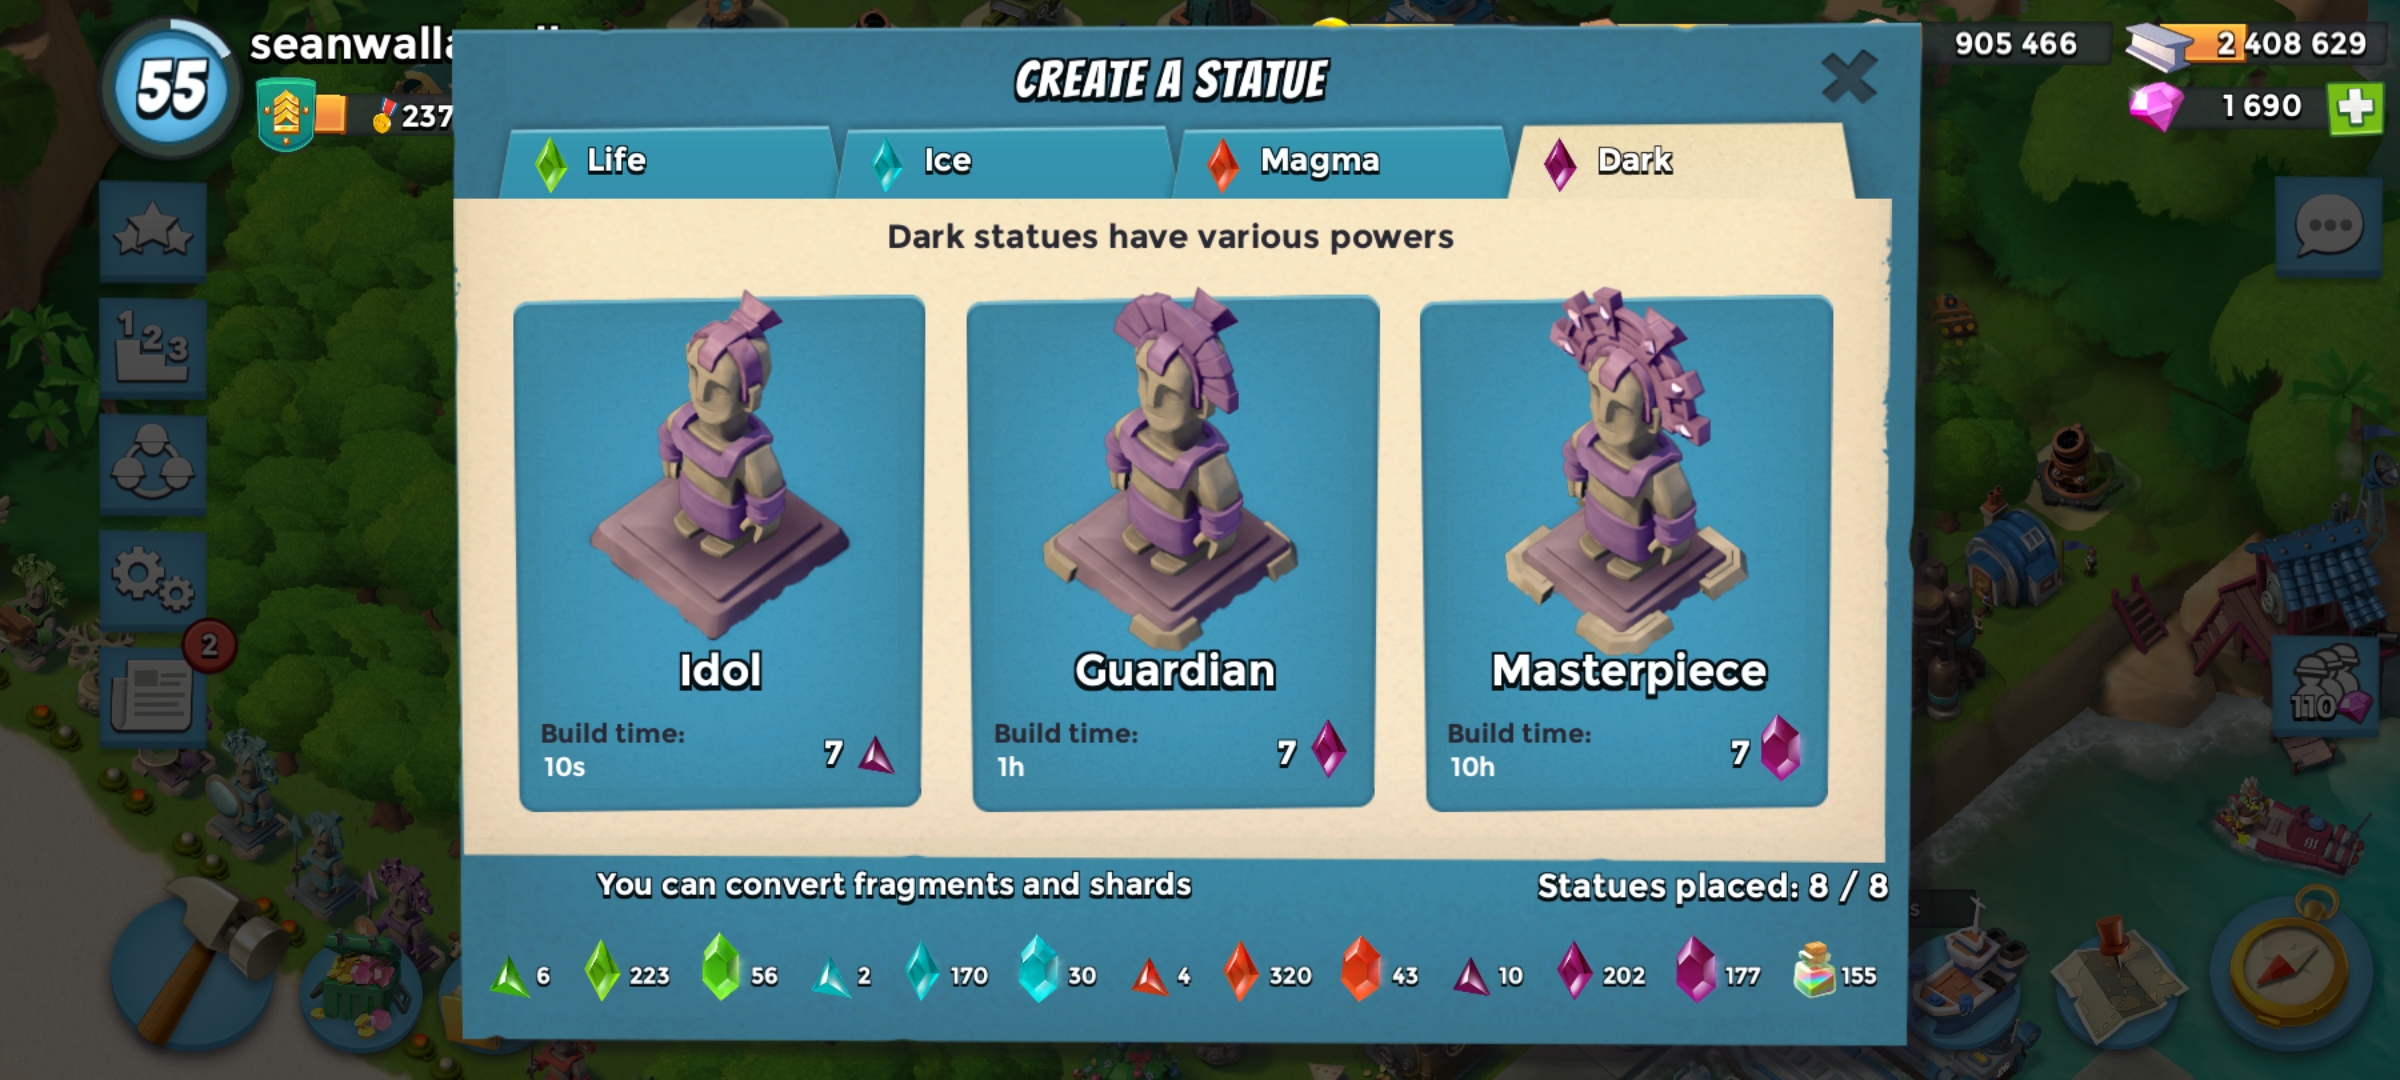 55
237
905 466
2 408 629
1 690
CREATE A STATUE
Life
Ice
Magma
Dark
Dark statues have various powers
1 2 3
2
110
Idol
Build time:
10s
7
Guardian
Build time:
1h
7
Masterpiece
Build time:
10h
7
You can convert fragments and shards
Statues placed: 8 / 8
6 223 56 2 170 30 4 320 43 10 202 177 155